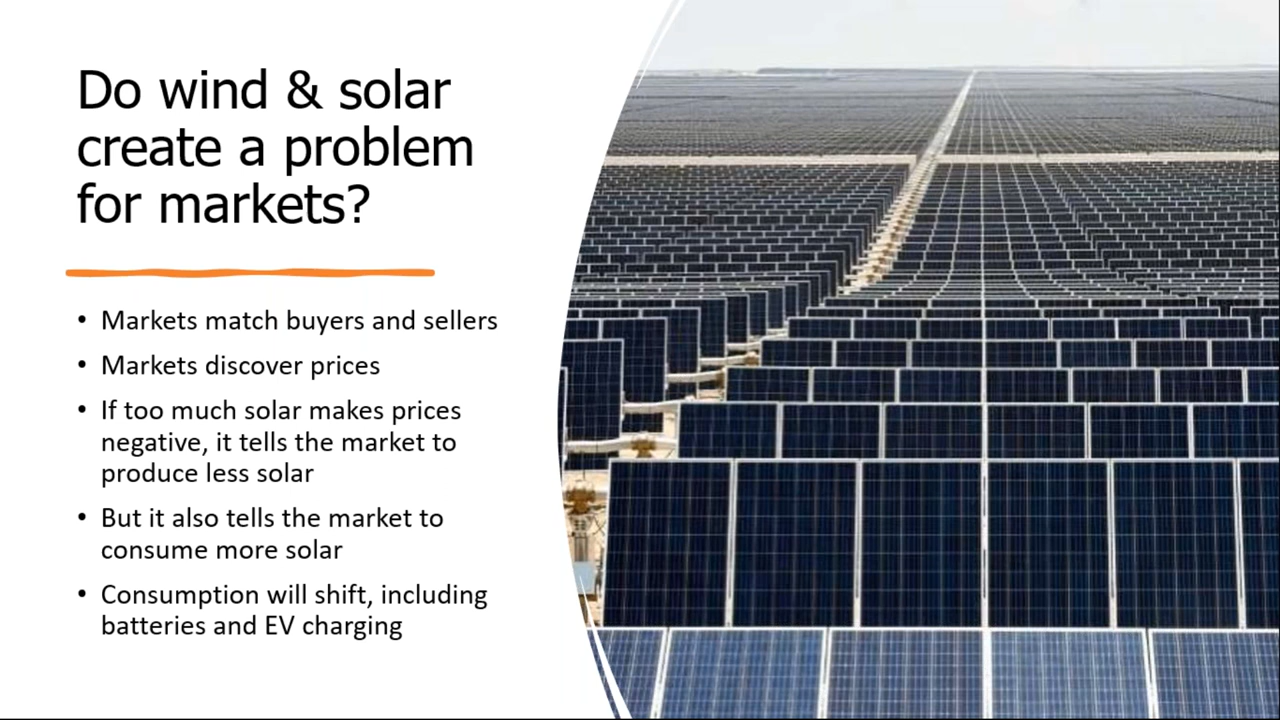 Do wind & solar
create a problem
for markets?
• Markets match buyers and sellers
• Markets discover prices
• If too much solar makes prices
negative, it tells the market to
produce less solar
• But it also tells the market to
consume more solar
• Consumption will shift, including
batteries and EV charging